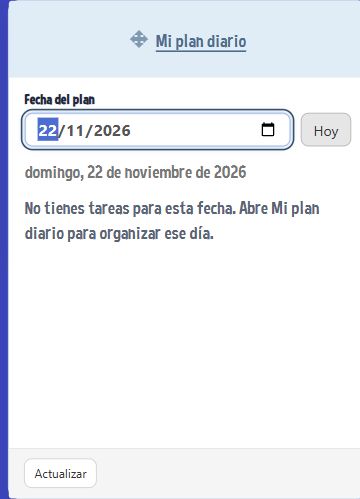 Mi plan diario
Fecha del plan
22/11/2026
Hoy
domingo, 22 de noviembre de 2026
No tienes tareas para esta fecha. Abre Mi plan
diario para organizar ese día.
Actualizar